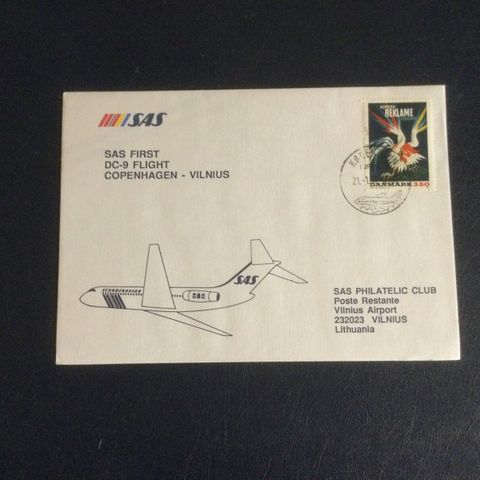 SAS
SAS FIRST
DC-9 FLIGHT
COPENHAGEN - VILNIUS
REKLAME
DANMARK 3.50
SCANDINAVIAN
SAS
SAS PHILATELIC CLUB
Poste Restante
Vilnius Airport
232023 VILNIUS
Lithuania